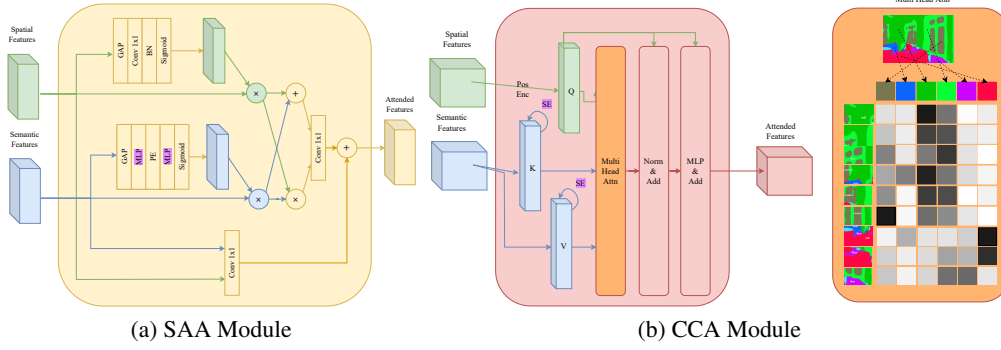 Spatial
Features
GAP
Conv 1x1
BN
Sigmoid
×
+
Semantic
Features
GAP
MLP
PE
MLP
Sigmoid
×
×
Conv 1x1
+
Attended
Features
Conv 1x1
(a) SAA Module
Spatial
Features
Pos
Enc
Q
SE
Semantic
Features
K
SE
V
Multi
Head
Attn
Norm
&
Add
MLP
&
Add
Attended
Features
(b) CCA Module
Multi Head Attn